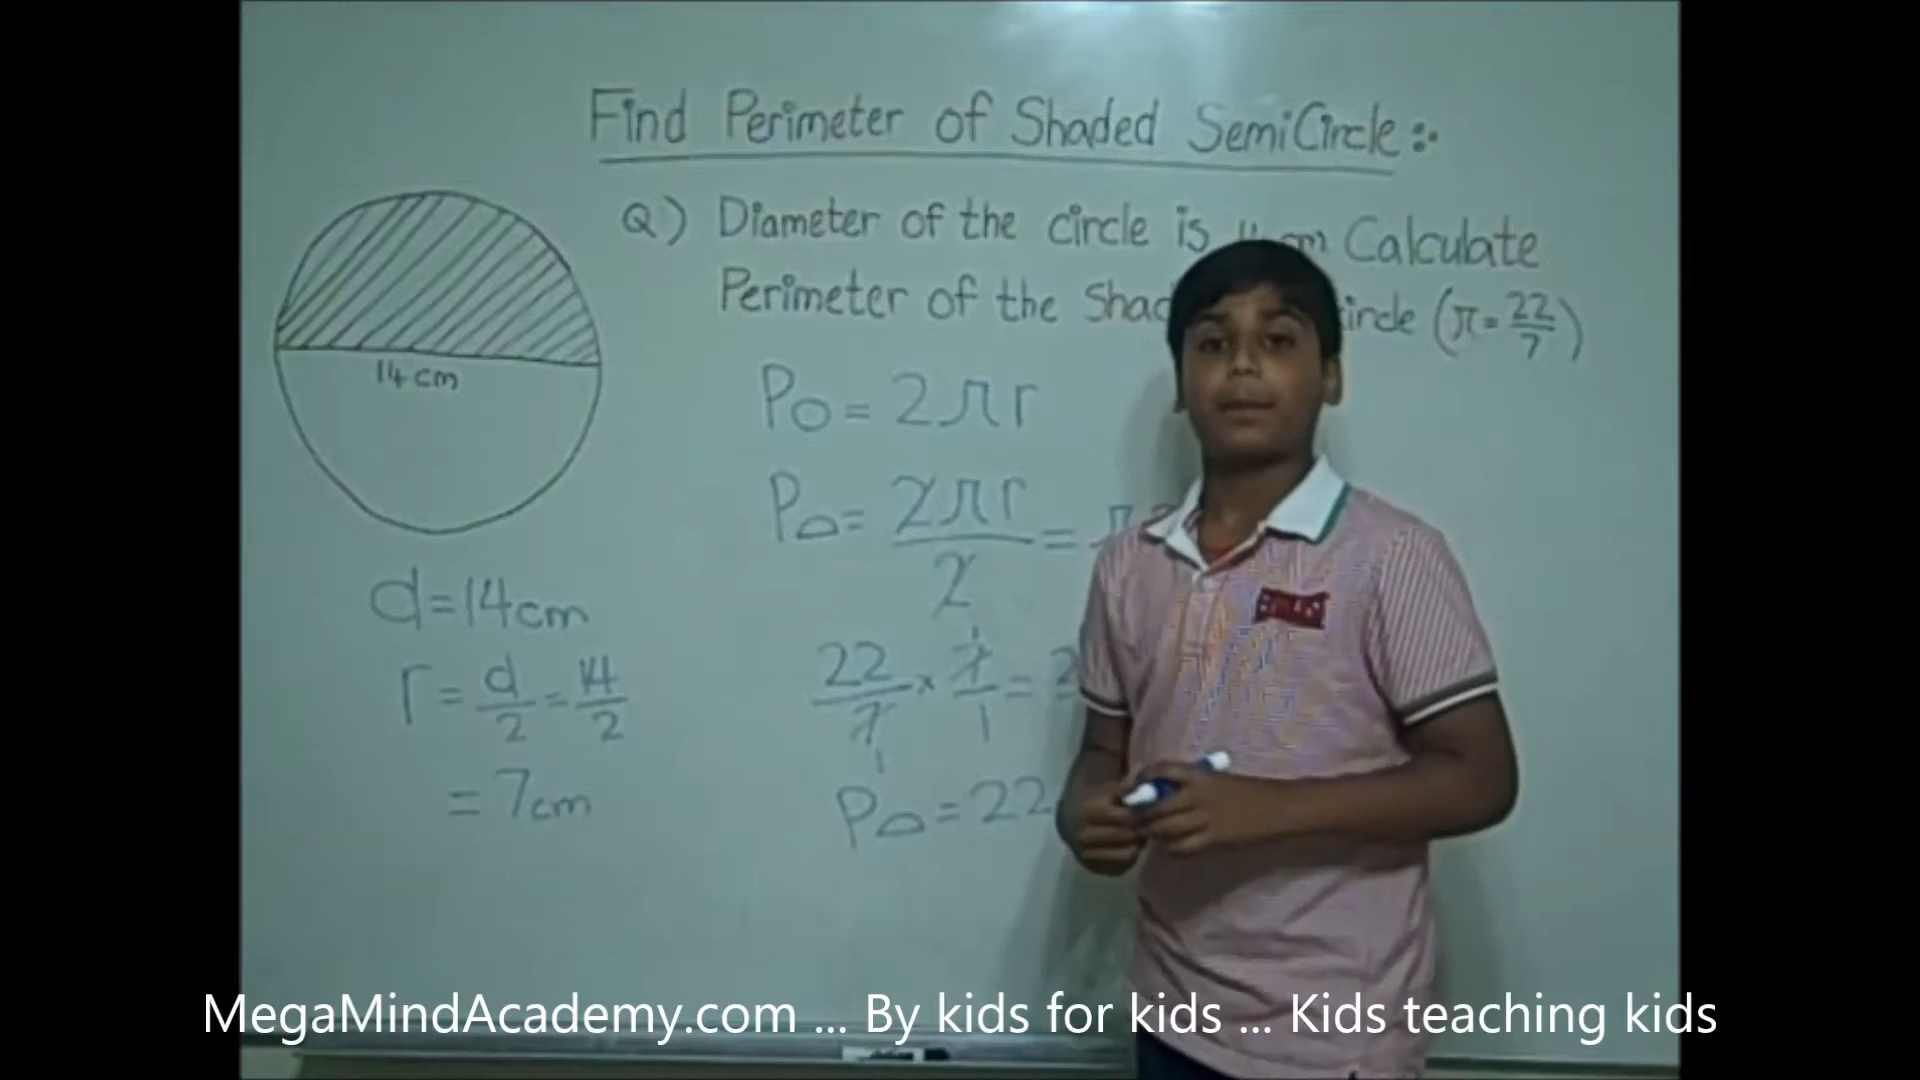 Find Perimeter of Shaded SemiCircle:-
Q) Diameter of the circle is cm Calculate
Perimeter of the (π = 22/7)
14 cm
P○ = 2πr
P⌓ = 2πr/2 =
d = 14cm
r = d/2 = 14/2
= 7cm
22/7 × 7/1 =
P⌓ = 22
MegaMindAcademy.com ... By kids for kids ... Kids teaching kids